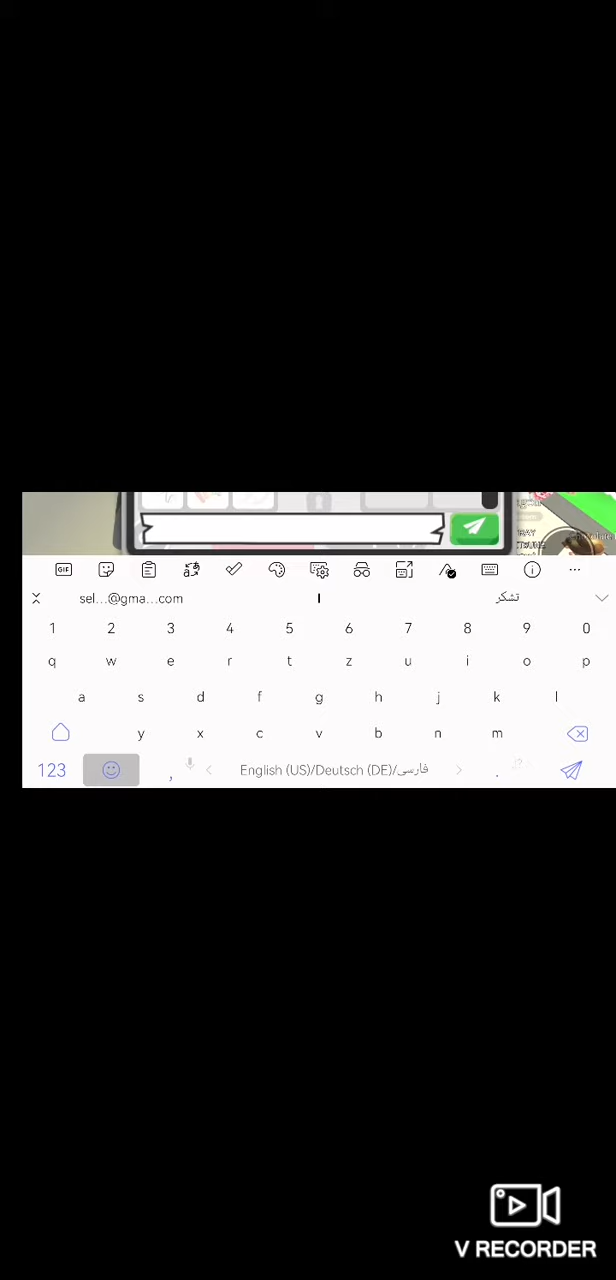 GIF
sel...@gma...com I تشکر
1 2 3 4 5 6 7 8 9 0
q w e r t z u i o p
a s d f g h j k l
y x c v b n m
123 , < English (US)/Deutsch (DE)/فارسی > . .!?
V RECORDER